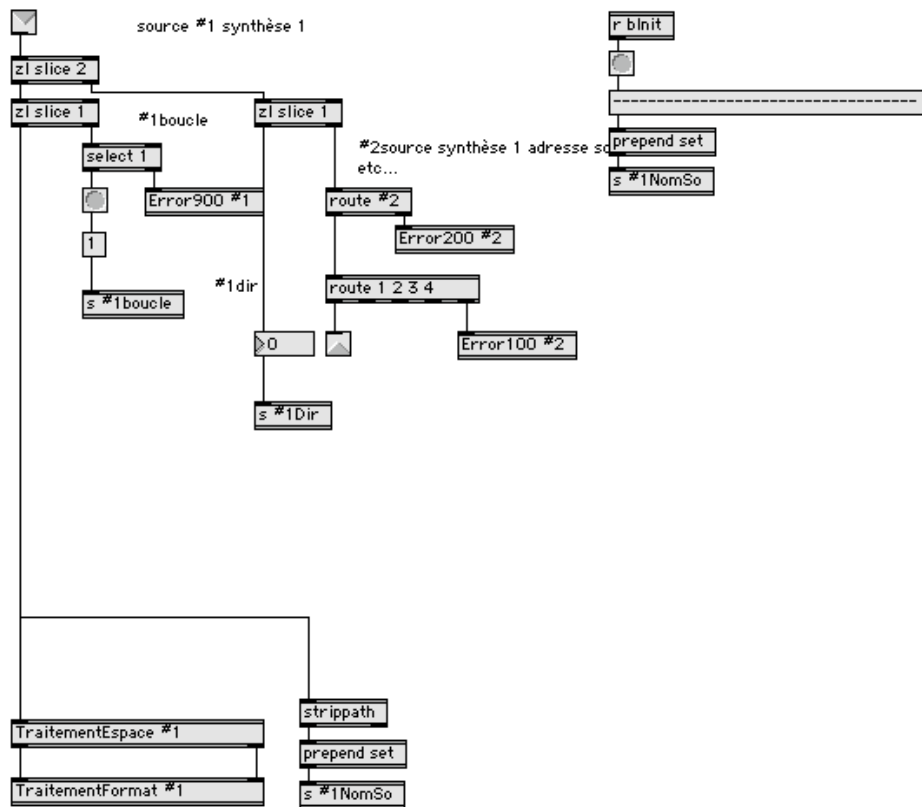 source #1 synthèse 1
r bInit
zl slice 2
zl slice 1
#1boucle
zl slice 1
--------------------------------------
select 1
#2source synthèse 1 adresse so
etc...
prepend set
Error900 #1
route #2
s #1NomSo
1
Error200 #2
#1dir
route 1 2 3 4
s #1boucle
0
Error100 #2
s #1Dir
strippath
TraitementEspace #1
prepend set
TraitementFormat #1
s #1NomSo